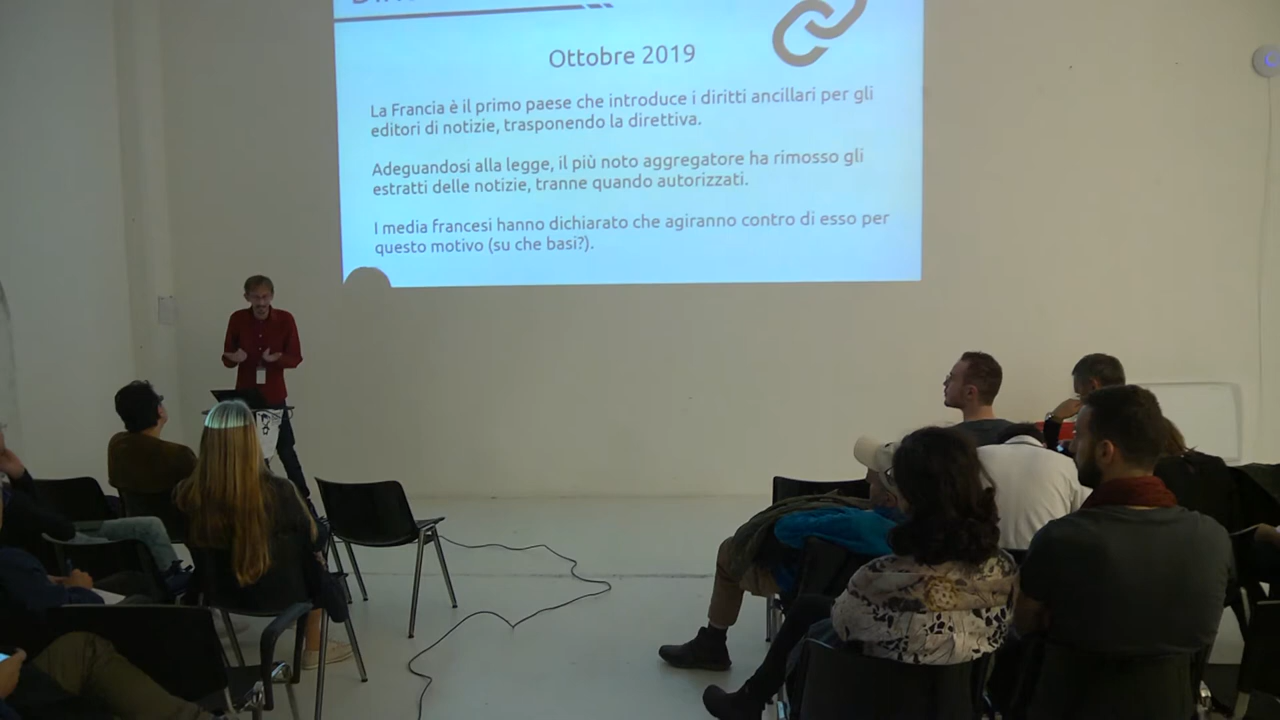 Ottobre 2019
La Francia è il primo paese che introduce i diritti ancillari per gli
editori di notizie, trasponendo la direttiva.
Adeguandosi alla legge, il più noto aggregatore ha rimosso gli
estratti delle notizie, tranne quando autorizzati.
I media francesi hanno dichiarato che agiranno contro di esso per
questo motivo (su che basi?).